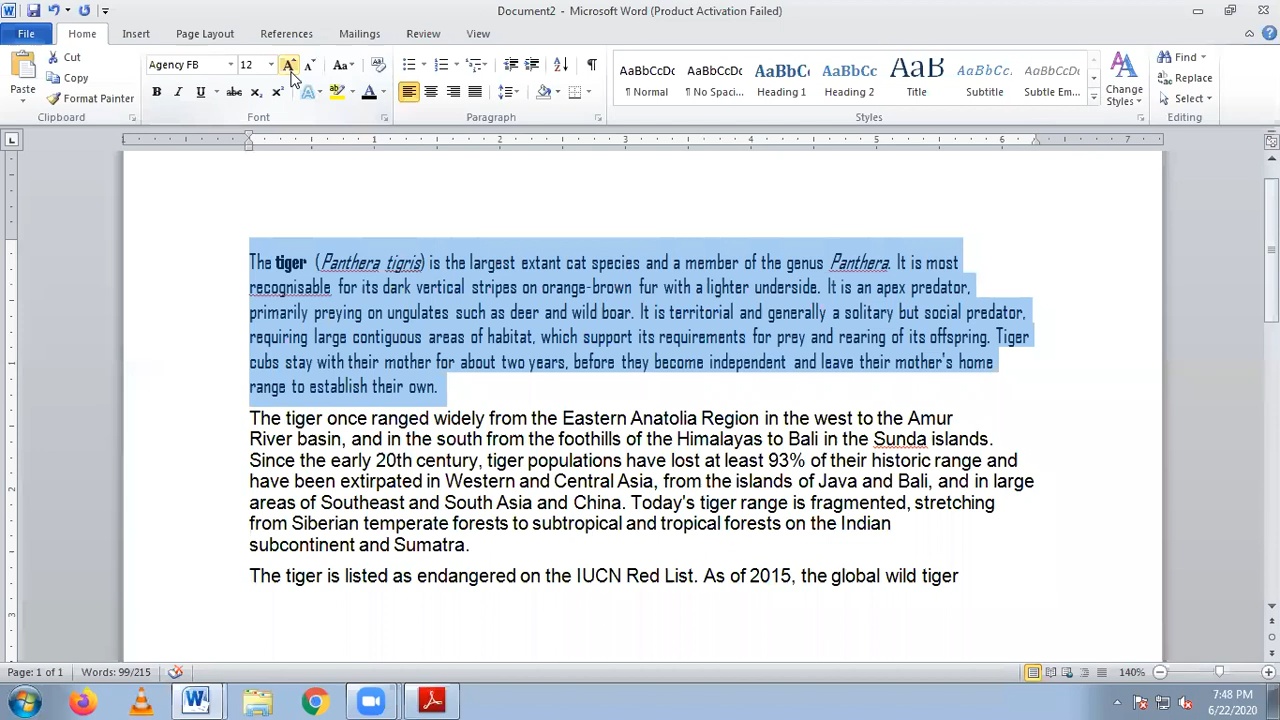 Document2 - Microsoft Word (Product Activation Failed)
File Home Insert Page Layout References Mailings Review View
Cut
Copy
Format Painter
Paste
Clipboard
Agency FB 12
Font
Paragraph
AaBbCcDc AaBbCcDc AaBbCc AaBbCc AaB AaBbCc. AaBbCcDc
¶ Normal ¶ No Spaci... Heading 1 Heading 2 Title Subtitle Subtle Em...
Styles
Change Styles
Find
Replace
Select
Editing
1 2 3 4 5 6 7
The tiger (Panthera tigris) is the largest extant cat species and a member of the genus Panthera. It is most
recognisable for its dark vertical stripes on orange-brown fur with a lighter underside. It is an apex predator,
primarily preying on ungulates such as deer and wild boar. It is territorial and generally a solitary but social predator,
requiring large contiguous areas of habitat, which support its requirements for prey and rearing of its offspring. Tiger
cubs stay with their mother for about two years, before they become independent and leave their mother's home
range to establish their own.
The tiger once ranged widely from the Eastern Anatolia Region in the west to the Amur
River basin, and in the south from the foothills of the Himalayas to Bali in the Sunda islands.
Since the early 20th century, tiger populations have lost at least 93% of their historic range and
have been extirpated in Western and Central Asia, from the islands of Java and Bali, and in large
areas of Southeast and South Asia and China. Today's tiger range is fragmented, stretching
from Siberian temperate forests to subtropical and tropical forests on the Indian
subcontinent and Sumatra.
The tiger is listed as endangered on the IUCN Red List. As of 2015, the global wild tiger
Page: 1 of 1 Words: 99/215 140%
7:48 PM
6/22/2020